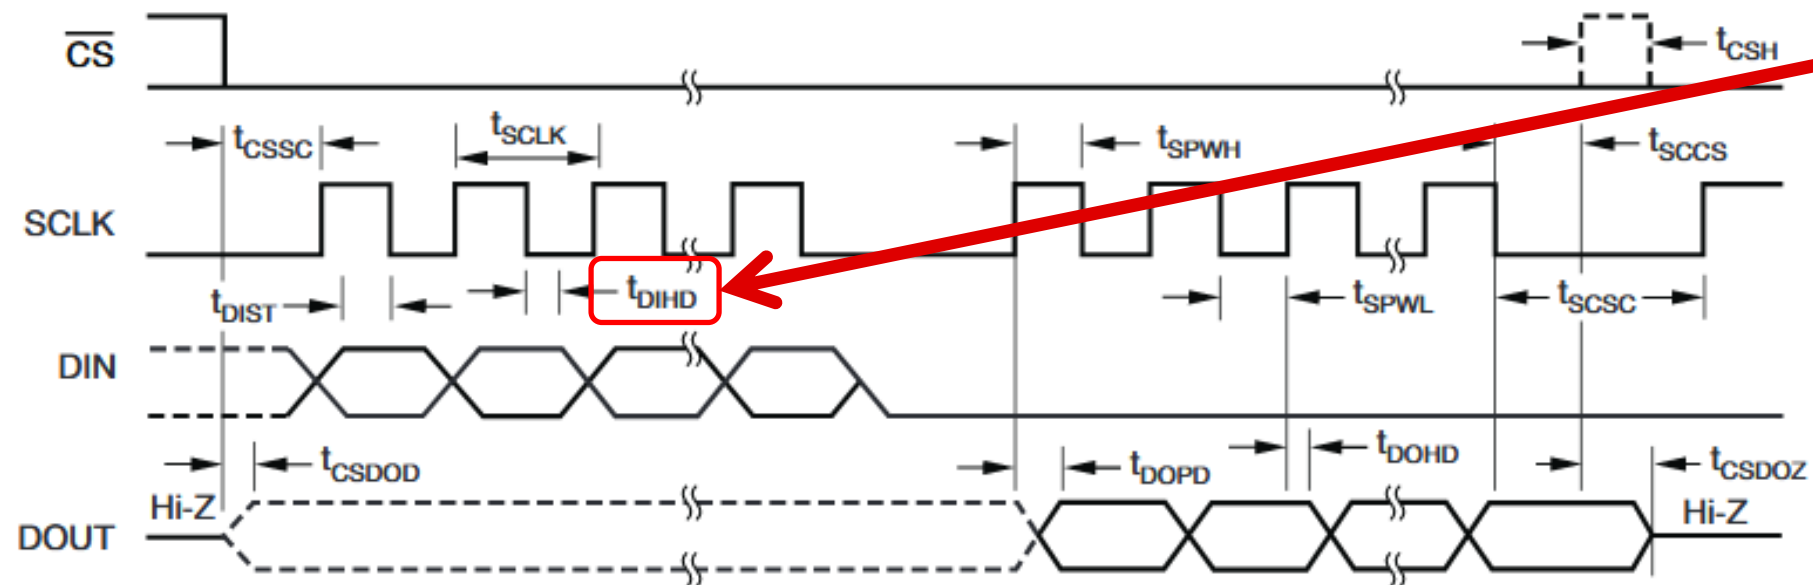 CS
tCSH
tCSSC
tSCLK
tSPWH
tSCCS
SCLK
tDIST
tDIHD
tSPWL
tSCSC
DIN
tCSDOD
tDOPD
tDOHD
tCSDOZ
Hi-Z
Hi-Z
DOUT